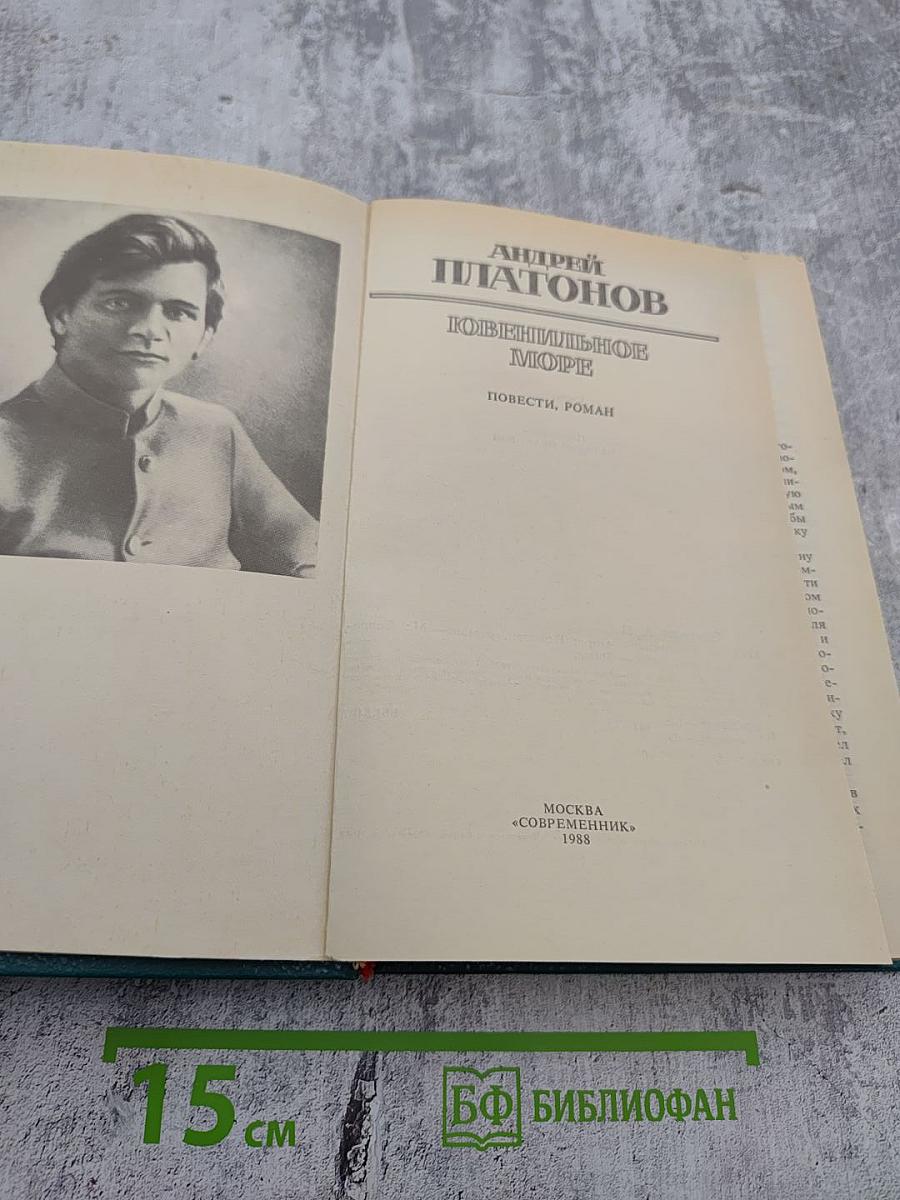 АНДРЕЙ
ПЛАТОНОВ
ЮВЕНИЛЬНОЕ
МОРЕ
ПОВЕСТИ, РОМАН
МОСКВА
«СОВРЕМЕННИК»
1988
15 см
БФ БИБЛИОФАН